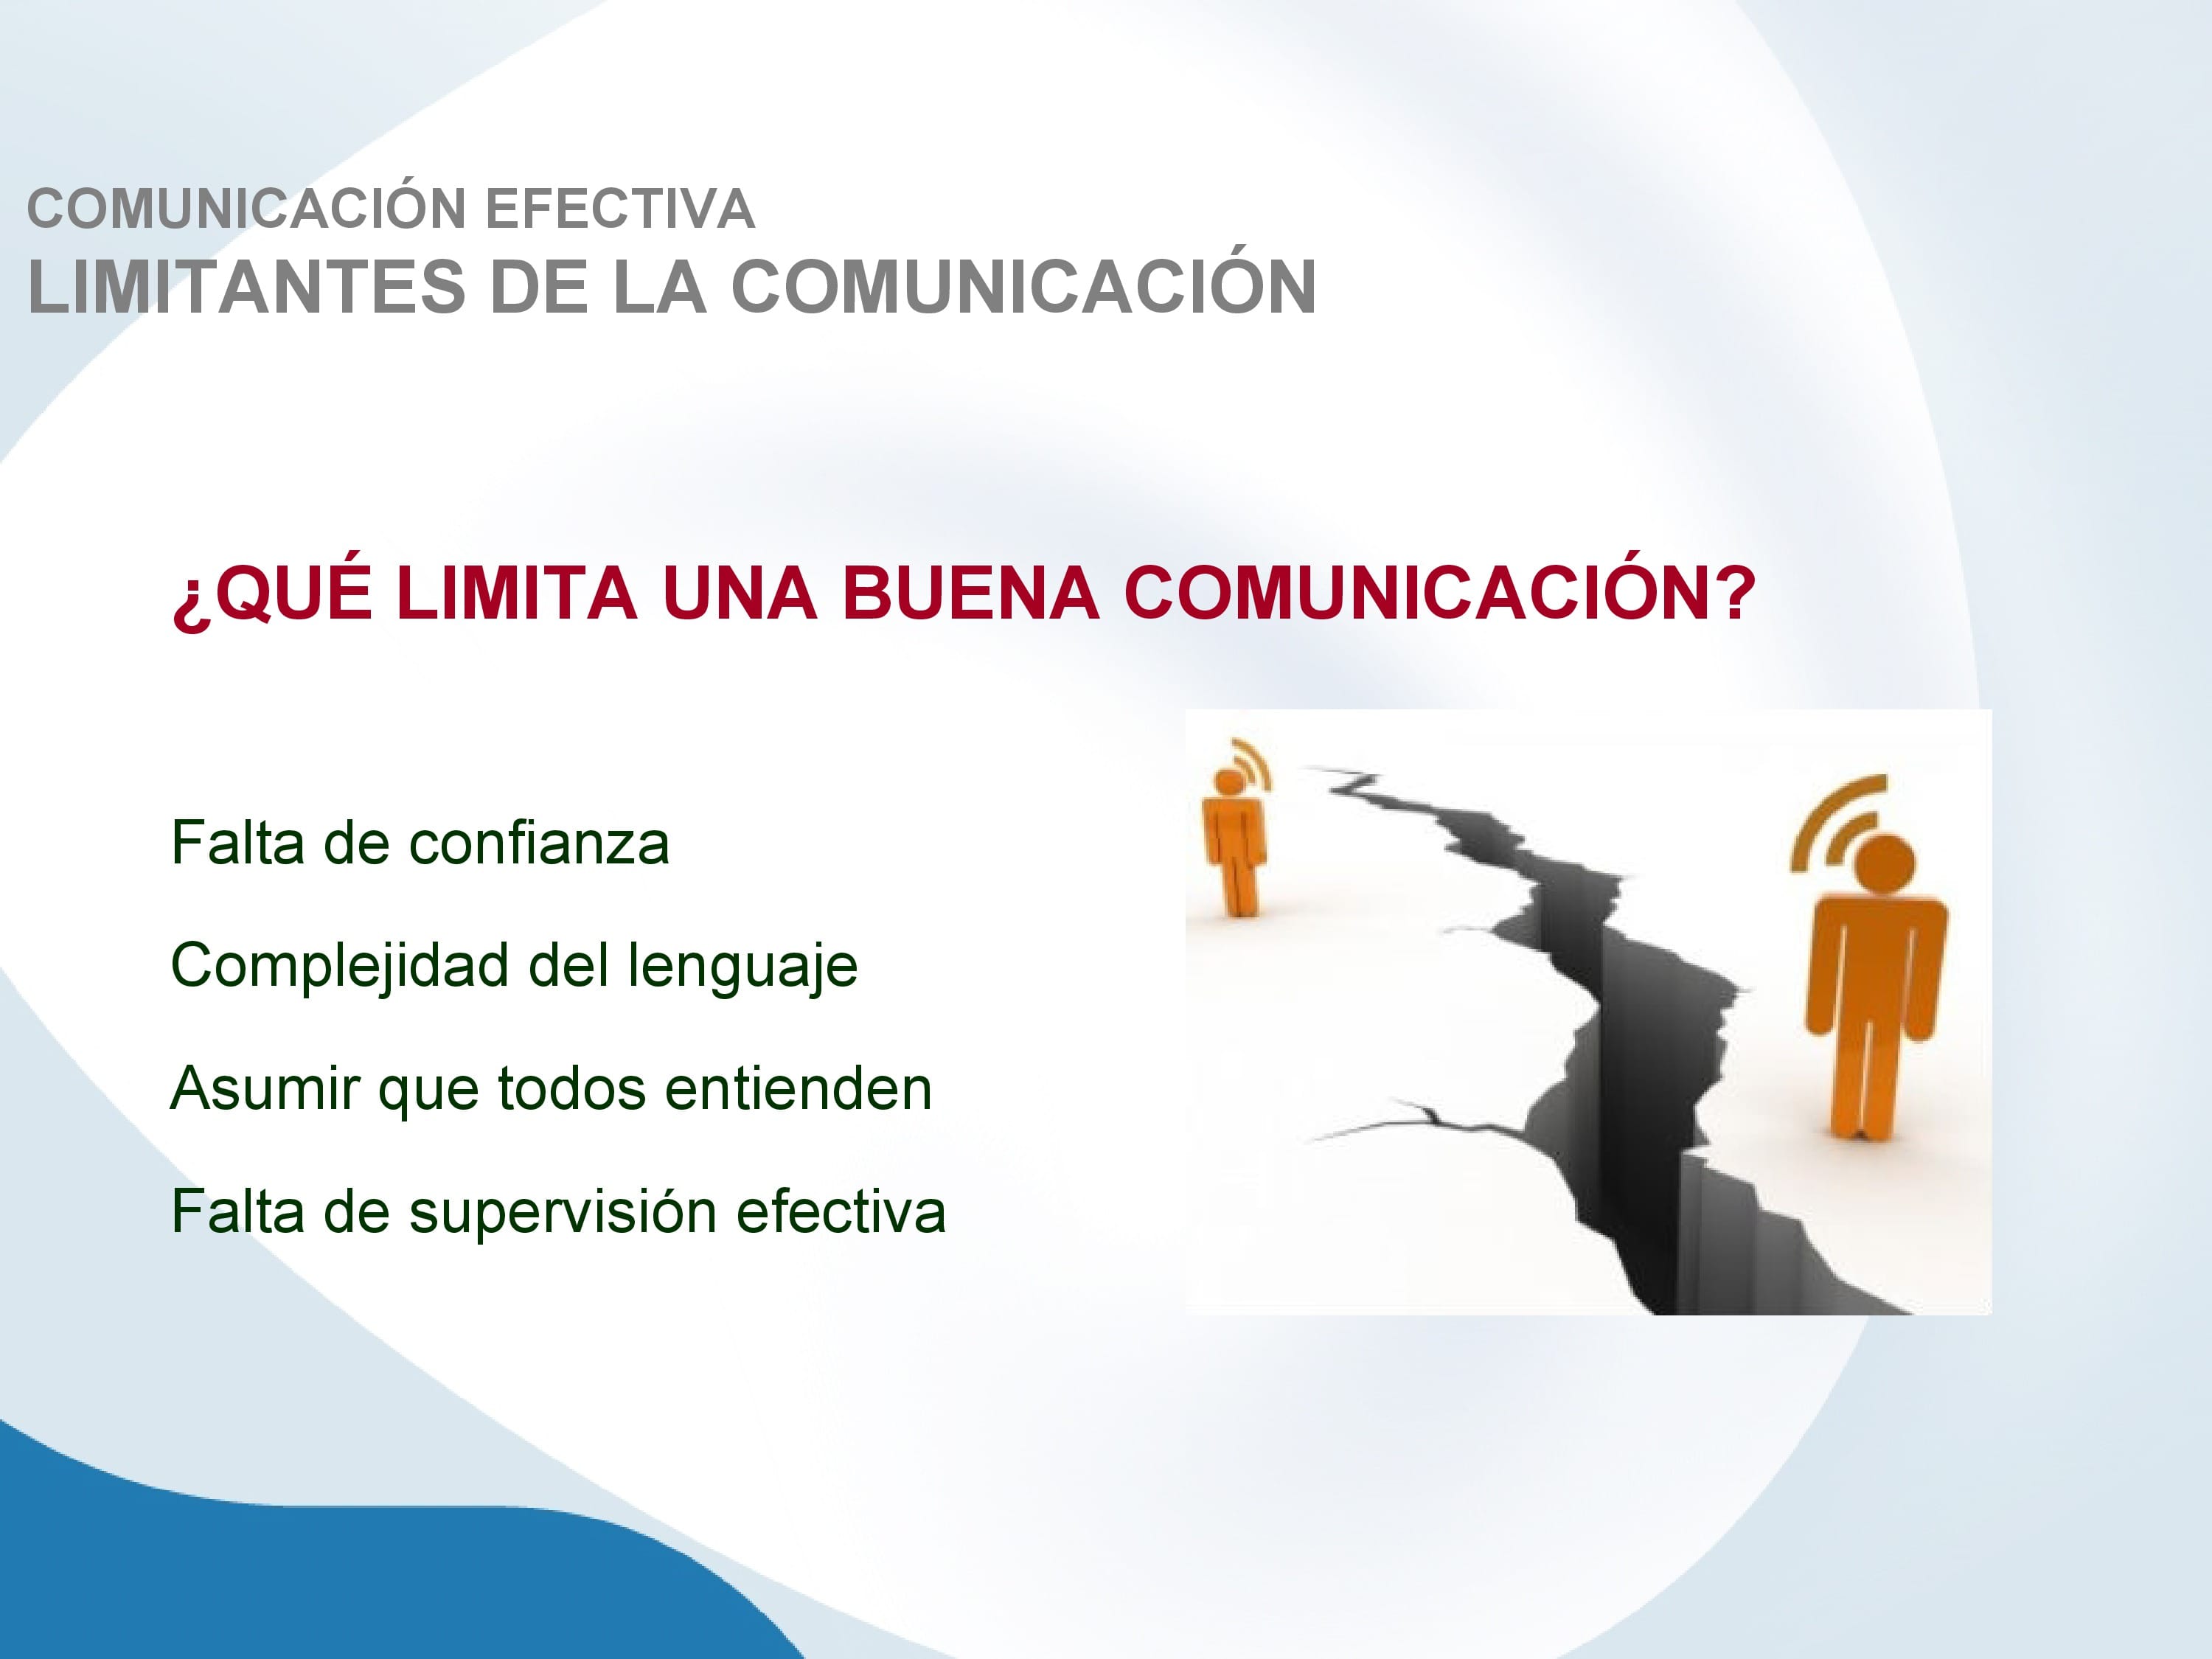 COMUNICACIÓN EFECTIVA
LIMITANTES DE LA COMUNICACIÓN
¿QUÉ LIMITA UNA BUENA COMUNICACIÓN?
Falta de confianza
Complejidad del lenguaje
Asumir que todos entienden
Falta de supervisión efectiva